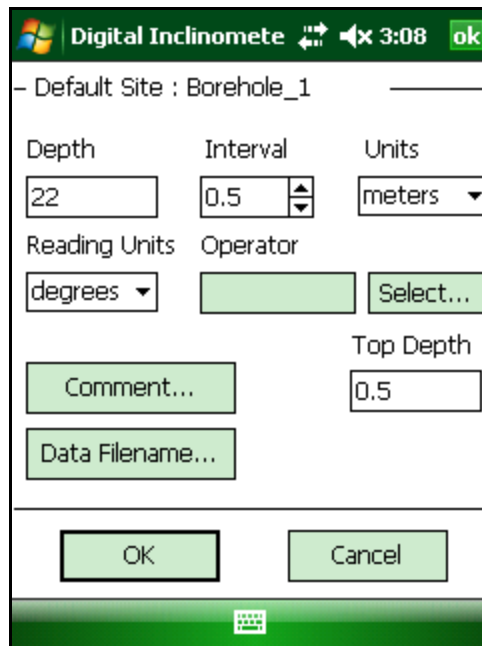 Digital Inclinomete 3:08 ok
Default Site : Borehole_1
Depth Interval Units
22 0.5 meters
Reading Units Operator
degrees Select...
Top Depth
Comment... 0.5
Data Filename...
OK Cancel